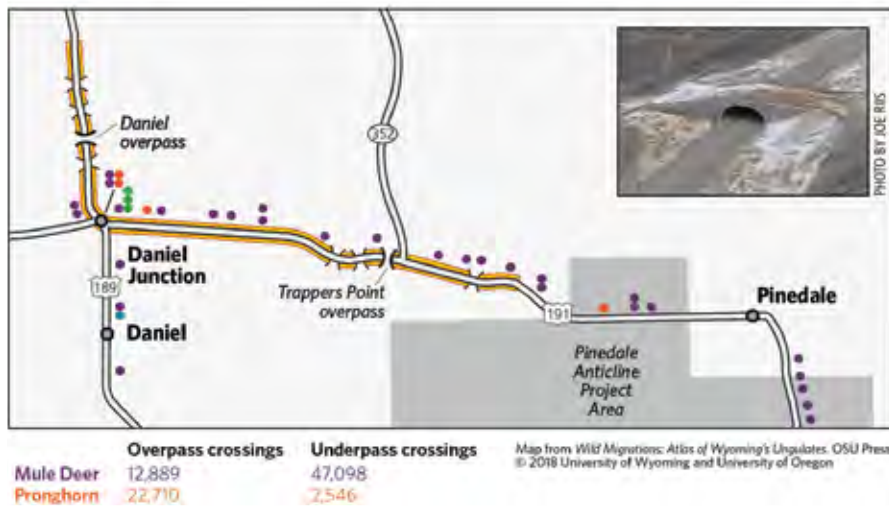 Daniel
overpass
352
PHOTO BY JOE RIIS
Daniel
Junction
189
Trappers Point
overpass
191
Pinedale
Daniel
Pinedale
Anticline
Project
Area
Overpass crossings Underpass crossings
Mule Deer 12,889 47,098
Pronghorn 22,710 2,546
Map from Wild Migrations: Atlas of Wyoming's Ungulates. OSU Press
© 2018 University of Wyoming and University of Oregon